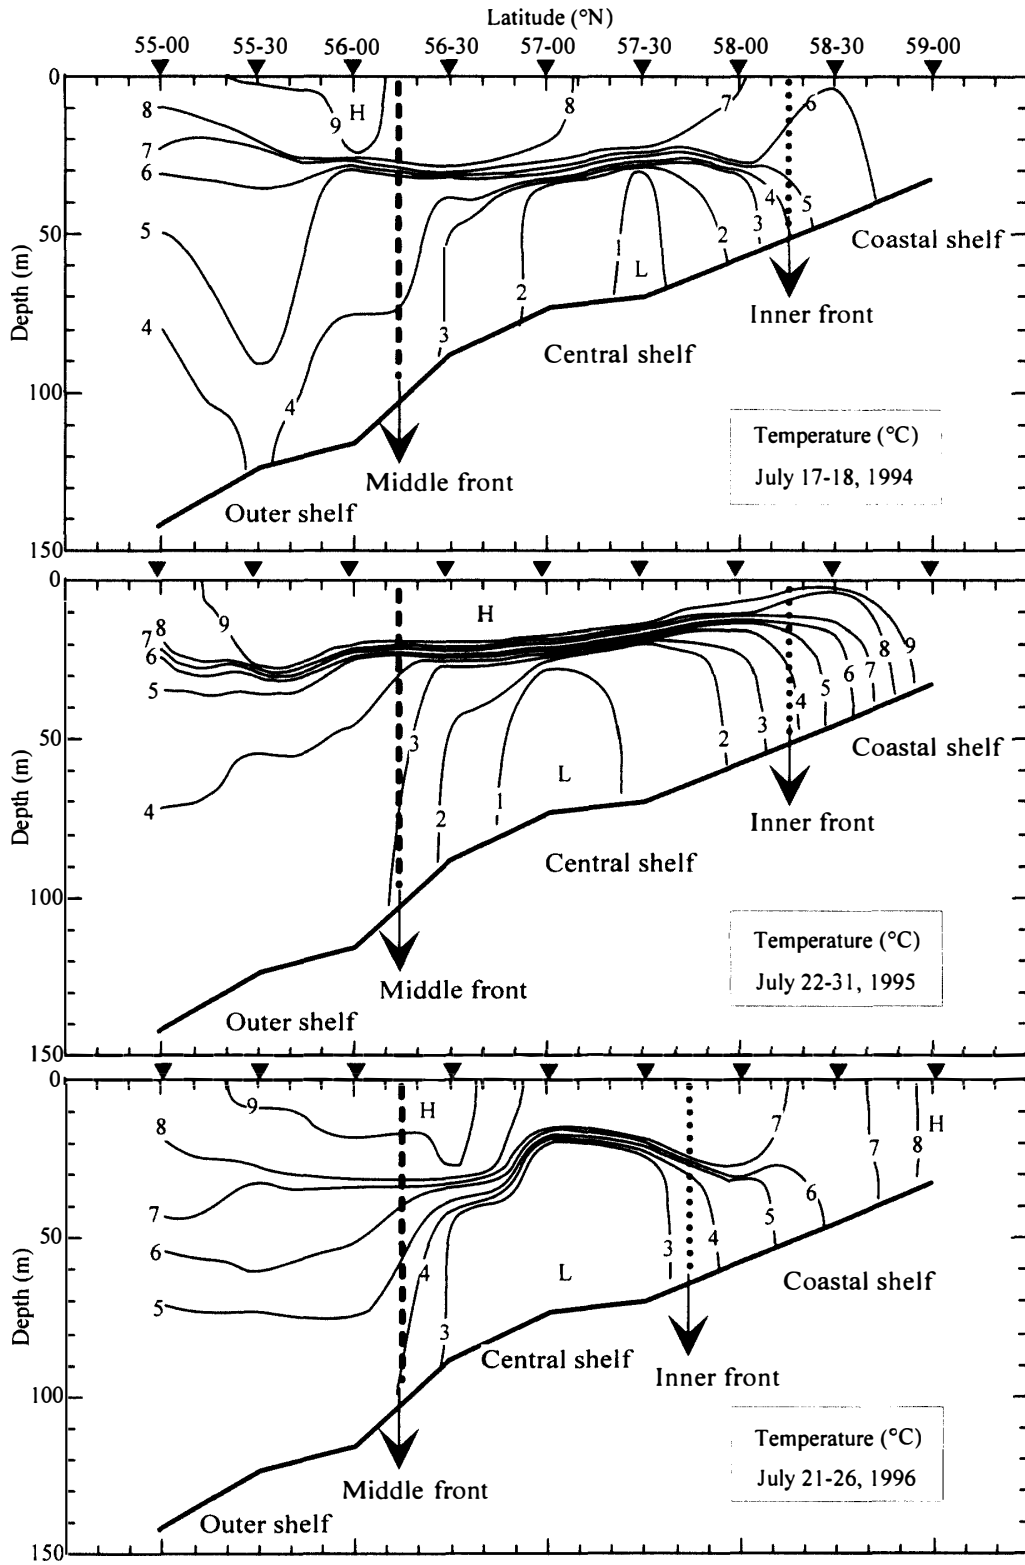 Latitude (°N)
55-00 55-30 56-00 56-30 57-00 57-30 58-00 58-30 59-00
0
8
9
H
8
7
6
7
6
5
50
4
5
3
2
1
2
Coastal shelf
L
2
Inner front
4
3
Central shelf
Depth (m)
100
4
Temperature (°C)
July 17-18, 1994
Middle front
Outer shelf
150
0
9
H
8
7
6
5
4
3
2
1
L
2
3
4
5
6
7
8
9
50
Coastal shelf
Inner front
Central shelf
Depth (m)
100
Temperature (°C)
July 22-31, 1995
Middle front
Outer shelf
150
0
9
H
7
7
8
H
8
7
6
5
4
3
L
3
4
5
6
50
Coastal shelf
Central shelf
Inner front
Depth (m)
100
Temperature (°C)
July 21-26, 1996
Middle front
Outer shelf
150